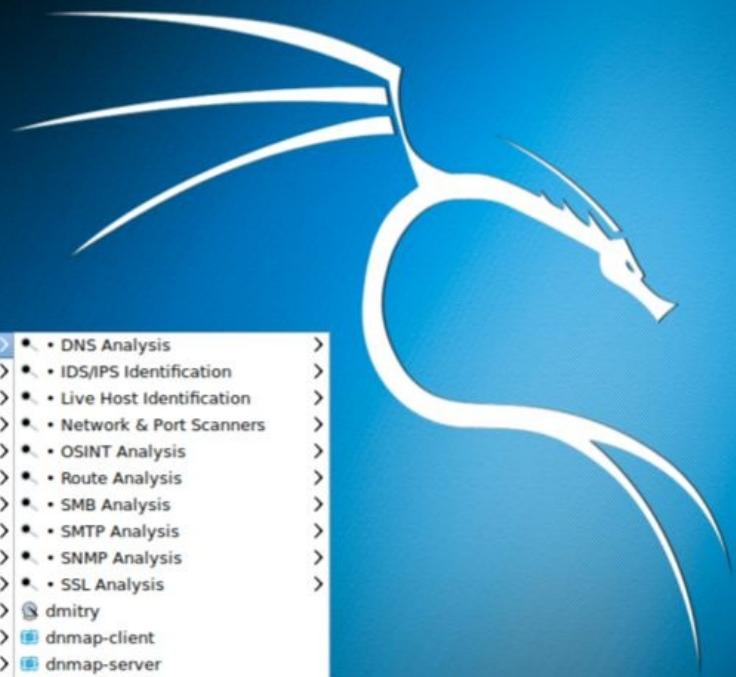 • DNS Analysis
• IDS/IPS Identification
• Live Host Identification
• Network & Port Scanners
• OSINT Analysis
• Route Analysis
• SMB Analysis
• SMTP Analysis
• SNMP Analysis
• SSL Analysis
dmitry
dnmap-client
dnmap-server